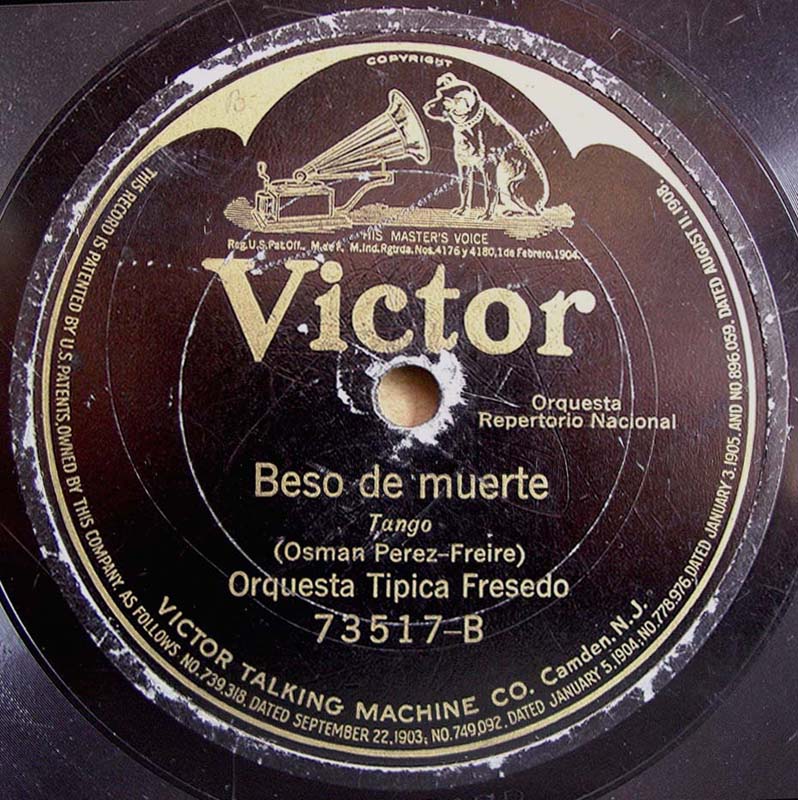 COPYRIGHT
HIS MASTER'S VOICE
Reg.U.S.Pat.Off., M.de F. M.Ind.Rgtrda.Nos.4176 y 4180,1 de Febrero,1904.
Victor
Orquesta
Repertorio Nacional
Beso de muerte
Tango
(Osman Perez-Freire)
Orquesta Tipica Fresedo
73517-B
VICTOR TALKING MACHINE CO. Camden. N. J.
THIS RECORD IS PATENTED BY U.S. PATENTS, OWNED BY THIS COMPANY, AS FOLLOWS, NO.739,318, DATED SEPTEMBER 22,1903; NO.749,092, DATED JANUARY 5,1904; NO.778,976, DATED JANUARY 3,1905, AND NO.896,059, DATED AUGUST 11,1908.